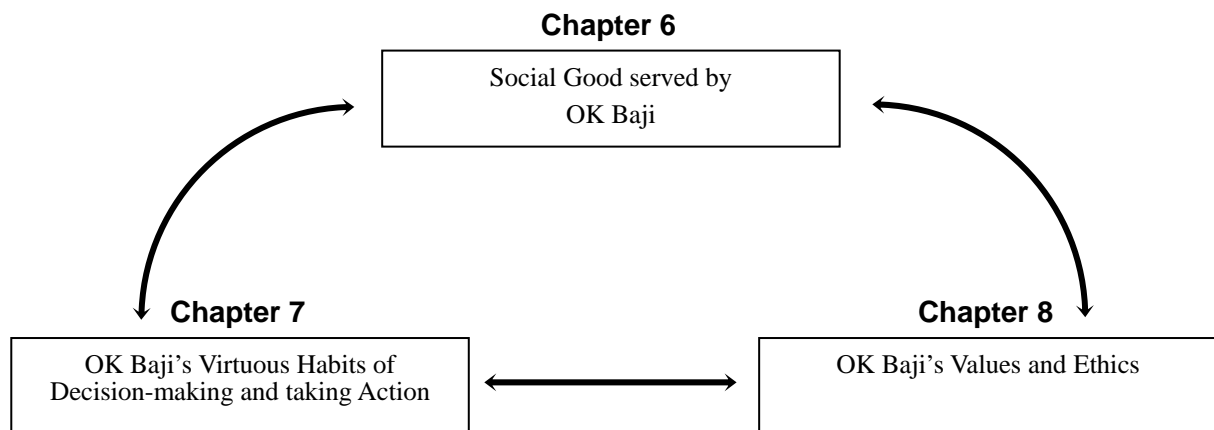 Chapter 6
Social Good served by
OK Baji
Chapter 7
OK Baji’s Virtuous Habits of
Decision-making and taking Action
Chapter 8
OK Baji’s Values and Ethics